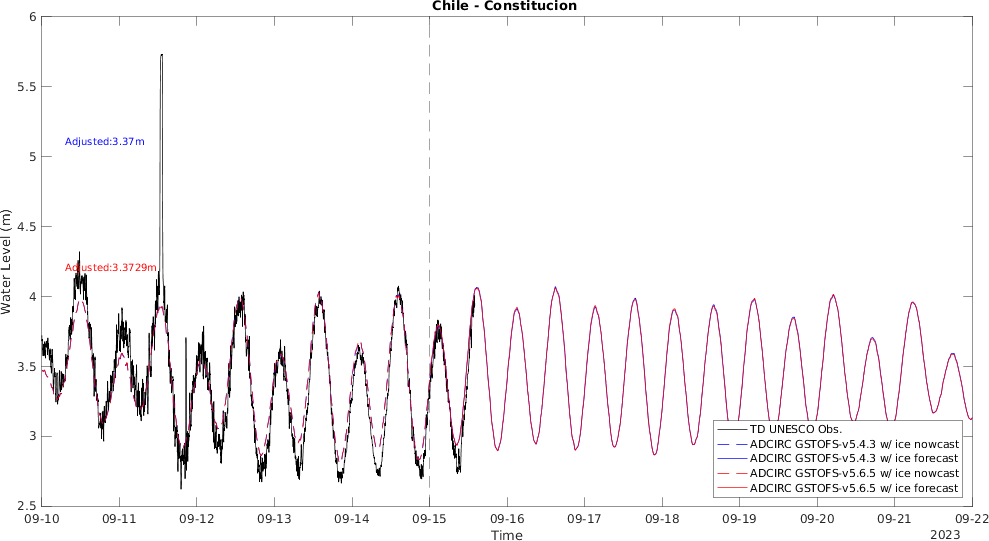 Chile - Constitucion
6
5.5
5
4.5
4
3.5
3
2.5
Water Level (m)
Adjusted:3.37m
Adjusted:3.3729m
TD UNESCO Obs.
ADCIRC GSTOFS-v5.4.3 w/ ice nowcast
ADCIRC GSTOFS-v5.4.3 w/ ice forecast
ADCIRC GSTOFS-v5.6.5 w/ ice nowcast
ADCIRC GSTOFS-v5.6.5 w/ ice forecast
09-10 09-11 09-12 09-13 09-14 09-15 09-16 09-17 09-18 09-19 09-20 09-21 09-22
Time
2023